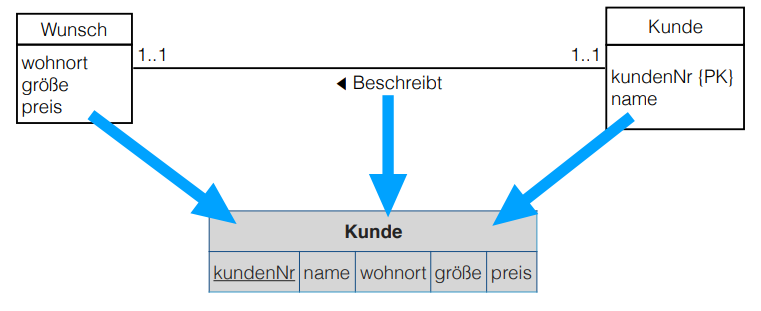 Wunsch
wohnort
größe
preis
1..1
1..1
◀ Beschreibt
Kunde
kundenNr {PK}
name
Kunde
kundenNr name wohnort größe preis